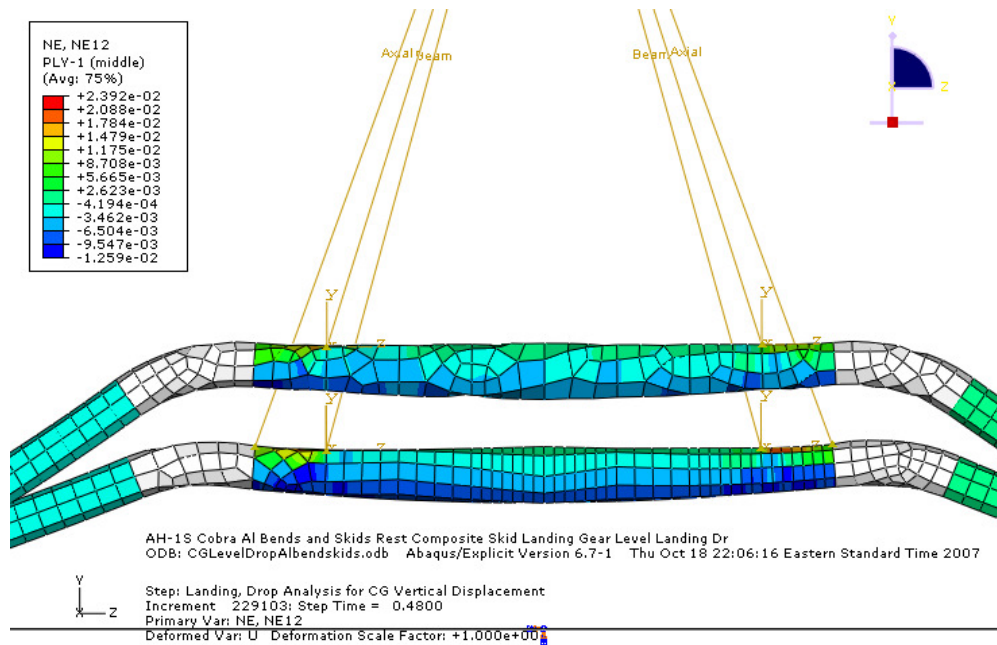 NE, NE12
PLY-1 (middle)
(Avg: 75%)
+2.392e-02
+2.088e-02
+1.784e-02
+1.479e-02
+1.175e-02
+8.708e-03
+5.665e-03
+2.623e-03
-4.194e-04
-3.462e-03
-6.504e-03
-9.547e-03
-1.259e-02
Axial Beam
Beam Axial
Y
X Z
Y
Z
Y
X Z
Y
X Z
Y
X Z
AH-1S Cobra Al Bends and Skids Rest Composite Skid Landing Gear Level Landing Dr
ODB: CGLevelDropAlbendskids.odb Abaqus/Explicit Version 6.7-1 Thu Oct 18 22:06:16 Eastern Standard Time 2007
Y
X Z
Step: Landing, Drop Analysis for CG Vertical Displacement
Increment 229103: Step Time = 0.4800
Primary Var: NE, NE12
Deformed Var: U Deformation Scale Factor: +1.000e+00